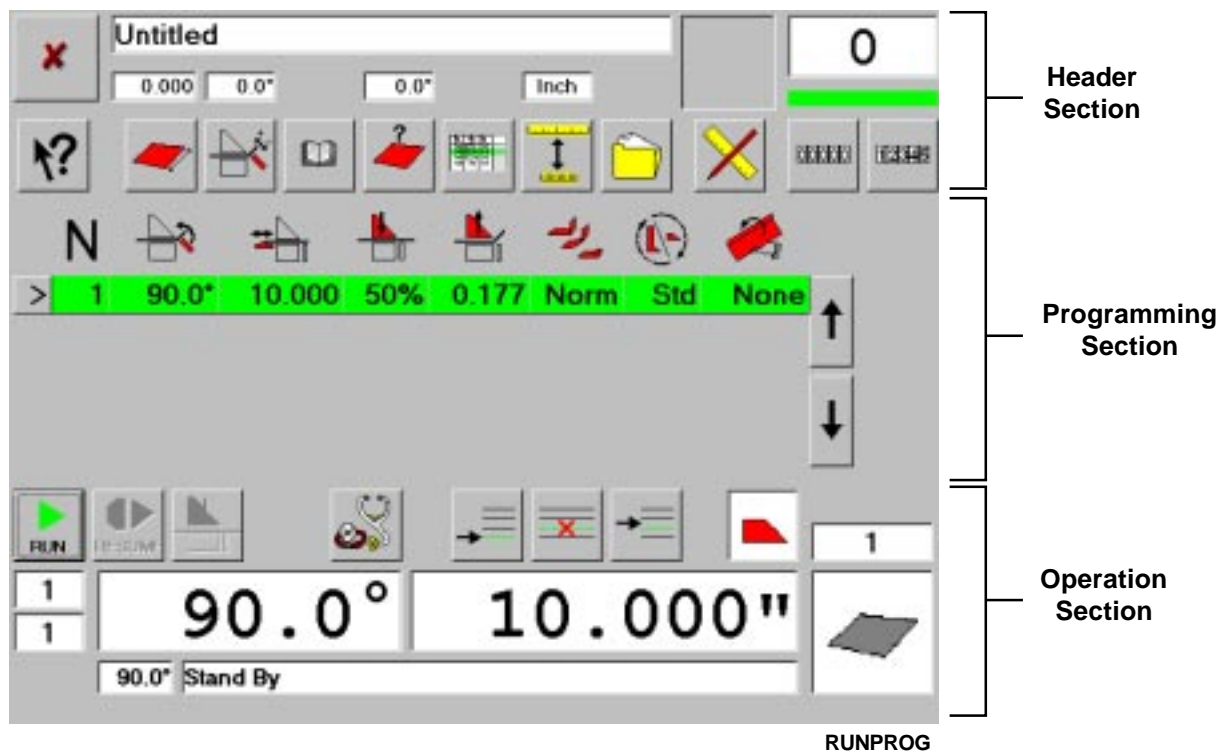 Untitled
0
0.000 0.0° 0.0° Inch
Header
Section
?
?
N
> 1 90.0° 10.000 50% 0.177 Norm Std None
Programming
Section
RUN RESUME
1
1
1
90.0° 10.000"
Operation
Section
90.0° Stand By
RUNPROG